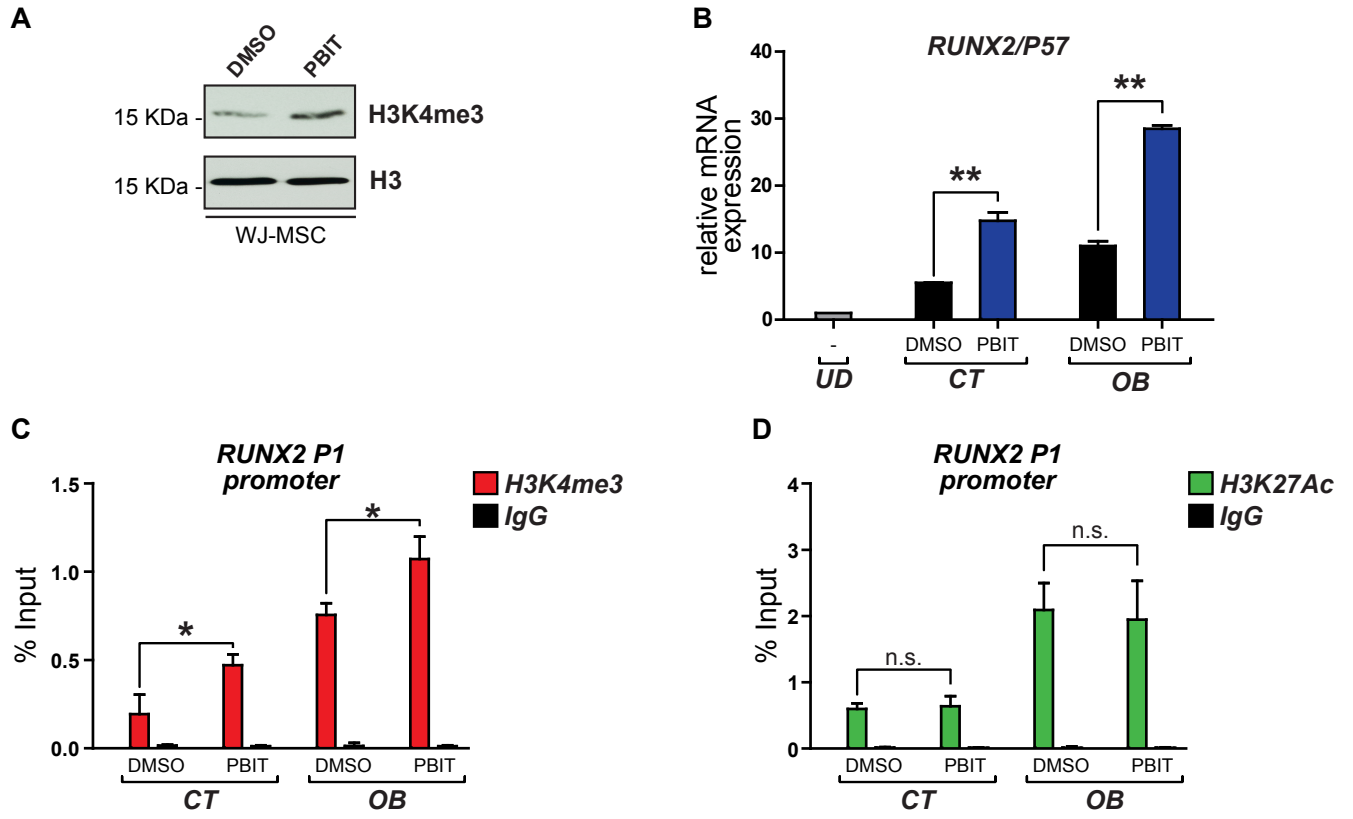 A
DMSO PBIT
15 KDa - H3K4me3
15 KDa - H3
WJ-MSC
B
RUNX2/P57
relative mRNA
expression
40
30
20
10
0
** **
- DMSO PBIT DMSO PBIT
UD CT OB
C
RUNX2 P1
promoter
H3K4me3
IgG
% Input
1.5
1.0
0.5
0.0
* *
DMSO PBIT DMSO PBIT
CT OB
D
RUNX2 P1
promoter
H3K27Ac
IgG
% Input
4
3
2
1
0
n.s. n.s.
DMSO PBIT DMSO PBIT
CT OB